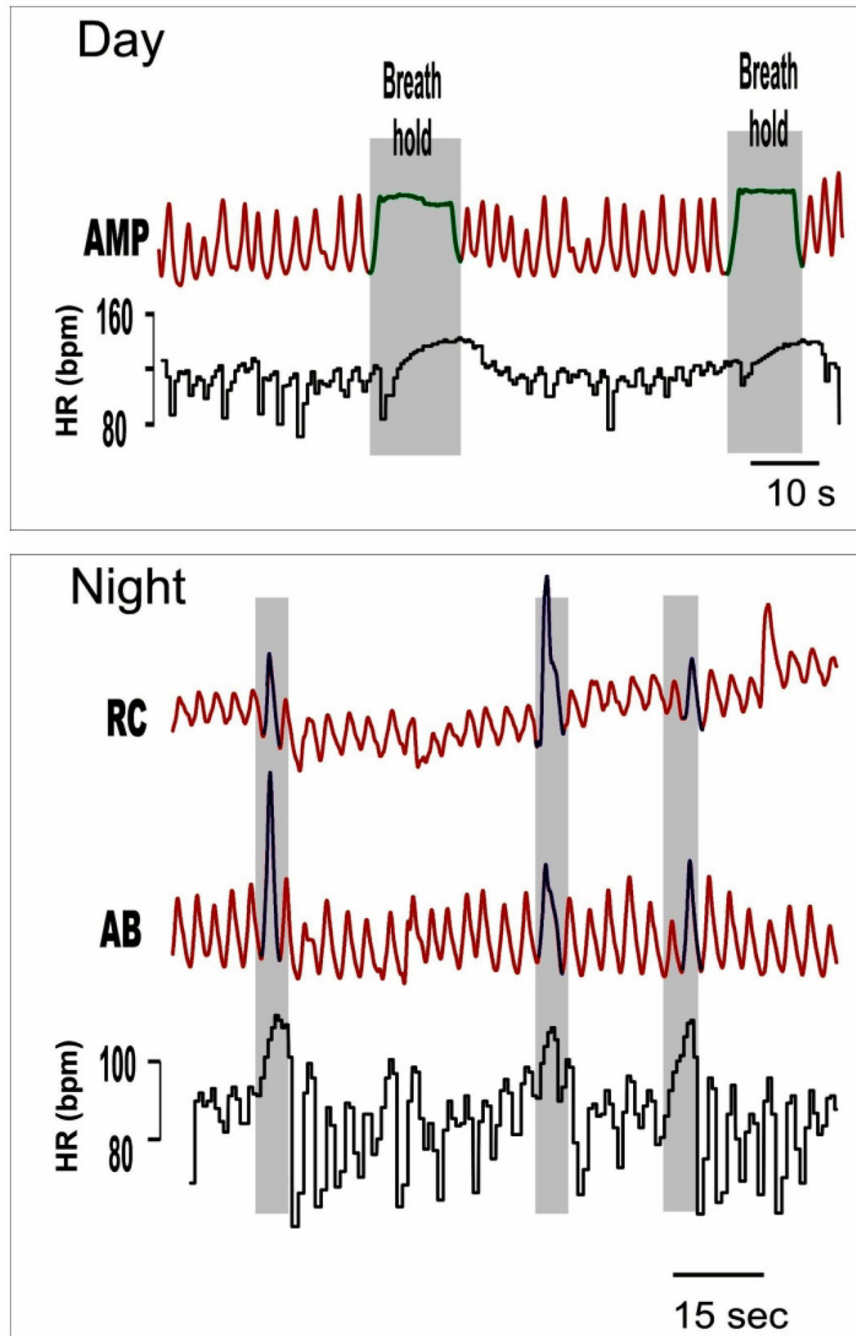 Day
Breath
hold
Breath
hold
AMP
160
HR (bpm)
80
10 s
Night
RC
AB
100
HR (bpm)
80
15 sec